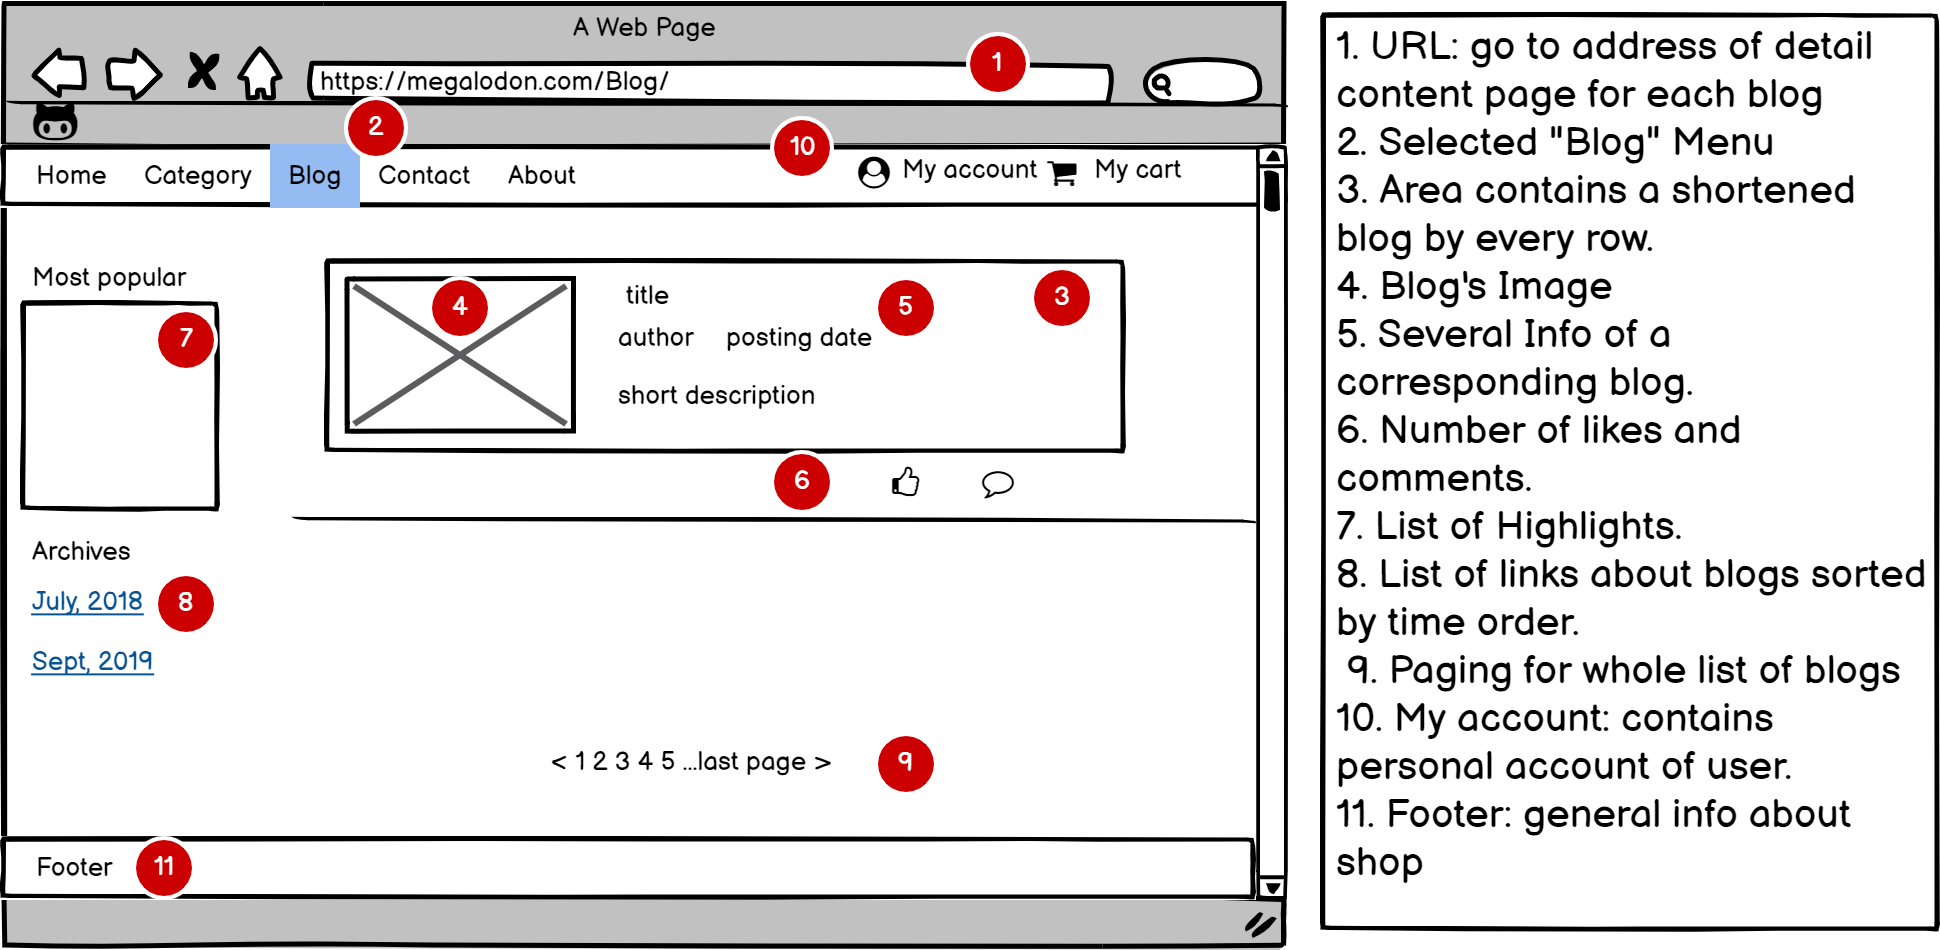 A Web Page
https://megalodon.com/Blog/
1
2
10
Home Category Blog Contact About My account My cart
Most popular
7
4
title
5
3
author posting date
short description
6
Archives
July, 2018
8
Sept, 2019
< 1 2 3 4 5 ...last page >
9
Footer
11
1. URL: go to address of detail
content page for each blog
2. Selected "Blog" Menu
3. Area contains a shortened
blog by every row.
4. Blog's Image
5. Several Info of a
corresponding blog.
6. Number of likes and
comments.
7. List of Highlights.
8. List of links about blogs sorted
by time order.
9. Paging for whole list of blogs
10. My account: contains
personal account of user.
11. Footer: general info about
shop